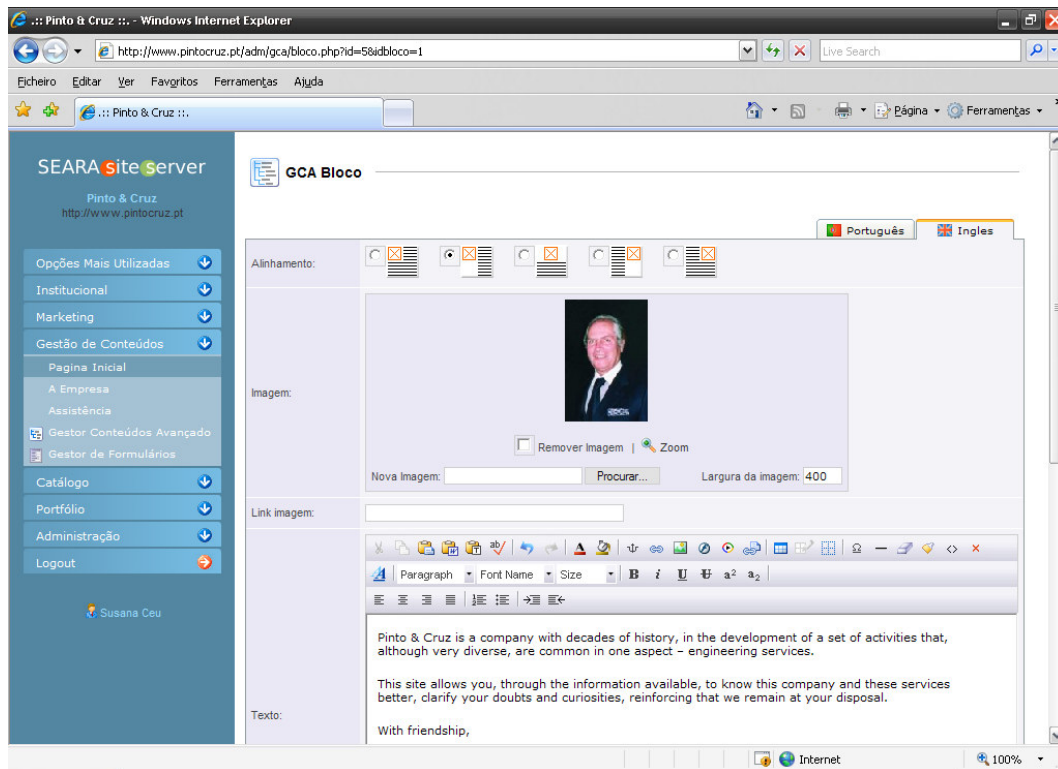 .:: Pinto & Cruz ::. - Windows Internet Explorer
http://www.pintocruz.pt/adm/gca/bloco.php?id=5&idbloco=1
Live Search
Ficheiro Editar Ver Favoritos Ferramentas Ajuda
.:: Pinto & Cruz ::.
Página Ferramentas
SEARA site server
Pinto & Cruz
http://www.pintocruz.pt
Opções Mais Utilizadas
Institucional
Marketing
Gestão de Conteúdos
Pagina Inicial
A Empresa
Assistência
Gestor Conteúdos Avançado
Gestor de Formulários
Catálogo
Portfólio
Administração
Logout
Susana Ceu
GCA Bloco
Português Ingles
Alinhamento:
Imagem:
Remover Imagem | Zoom
Nova Imagem: Procurar... Largura da imagem: 400
Link imagem:
Paragraph Font Name Size B i U U a² a₂
Pinto & Cruz is a company with decades of history, in the development of a set of activities that,
although very diverse, are common in one aspect – engineering services.
This site allows you, through the information available, to know this company and these services
better, clarify your doubts and curiosities, reinforcing that we remain at your disposal.
Texto:
With friendship,
Internet 100%